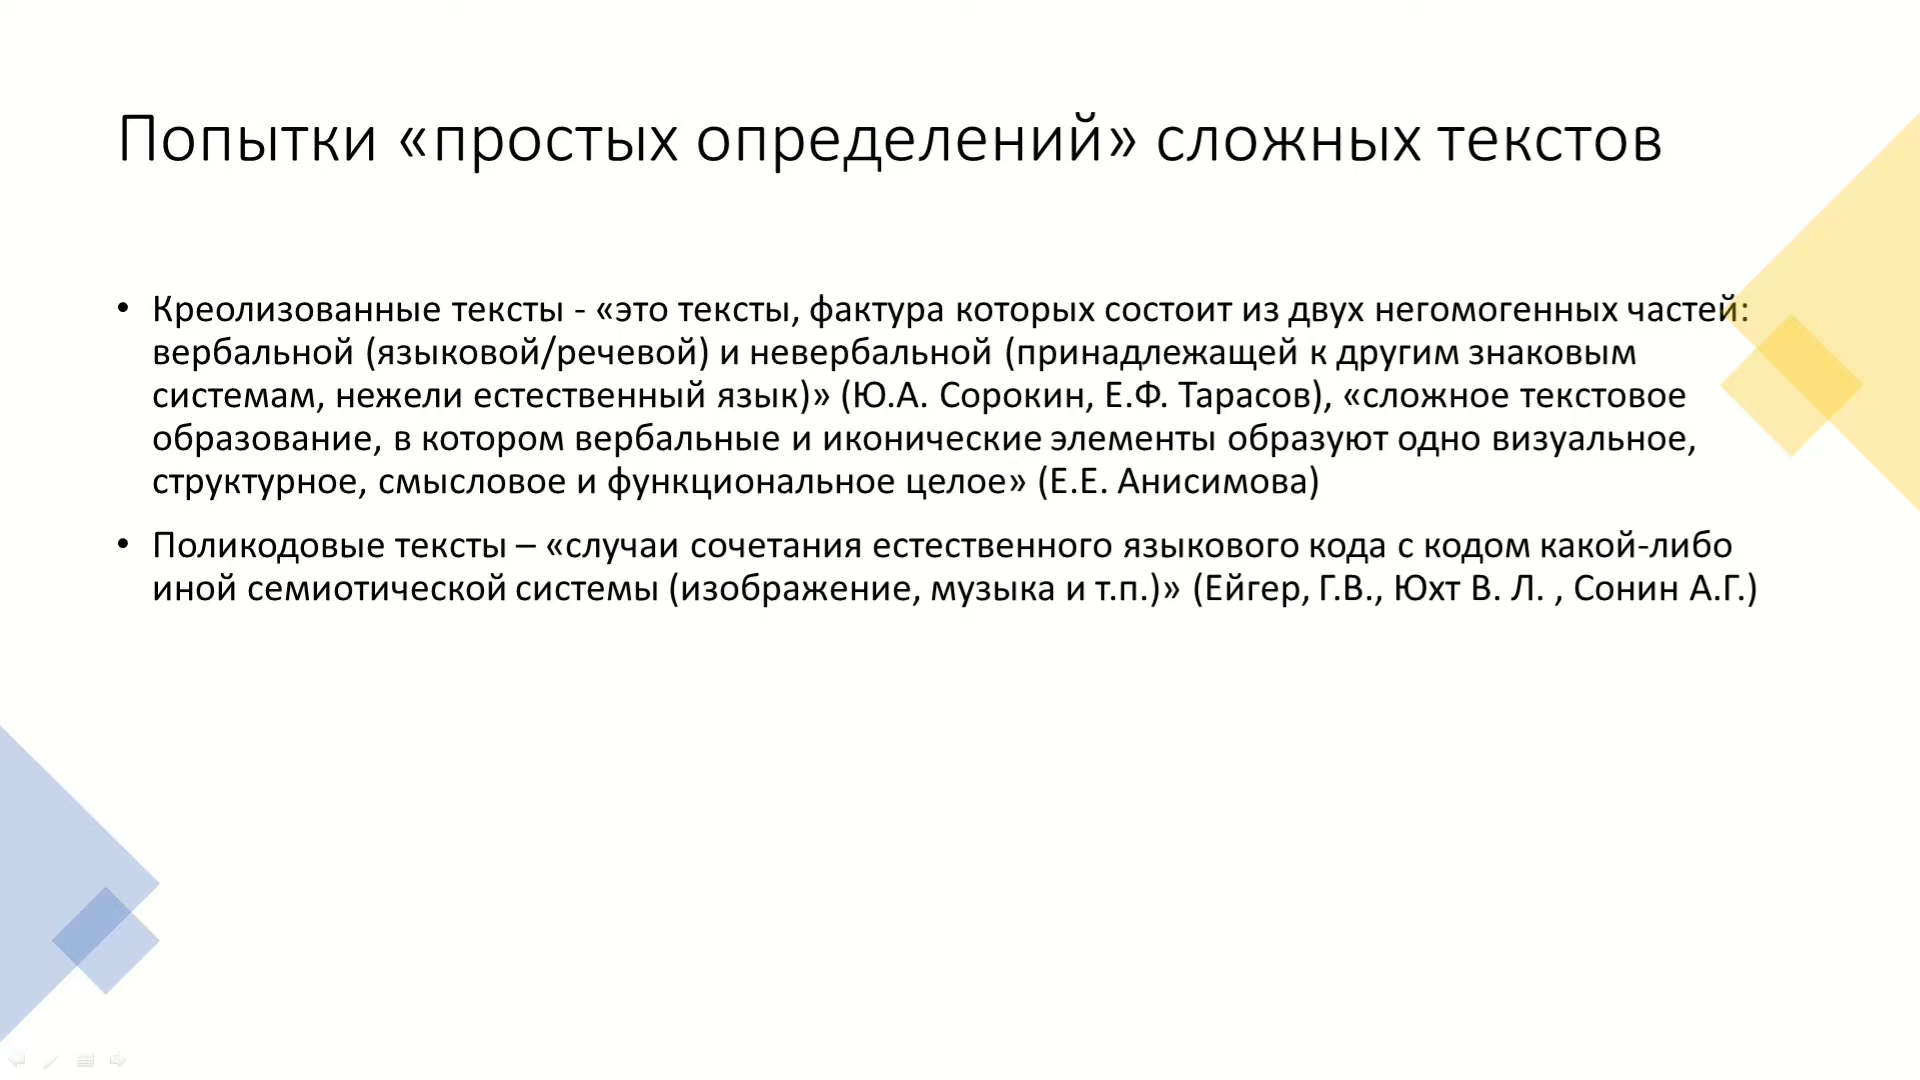 Попытки «простых определений» сложных текстов
• Креолизованные тексты - «это тексты, фактура которых состоит из двух негомогенных частей:
вербальной (языковой/речевой) и невербальной (принадлежащей к другим знаковым
системам, нежели естественный язык)» (Ю.А. Сорокин, Е.Ф. Тарасов), «сложное текстовое
образование, в котором вербальные и иконические элементы образуют одно визуальное,
структурное, смысловое и функциональное целое» (Е.Е. Анисимова)
• Поликодовые тексты – «случаи сочетания естественного языкового кода с кодом какой-либо
иной семиотической системы (изображение, музыка и т.п.)» (Ейгер, Г.В., Юхт В. Л. , Сонин А.Г.)